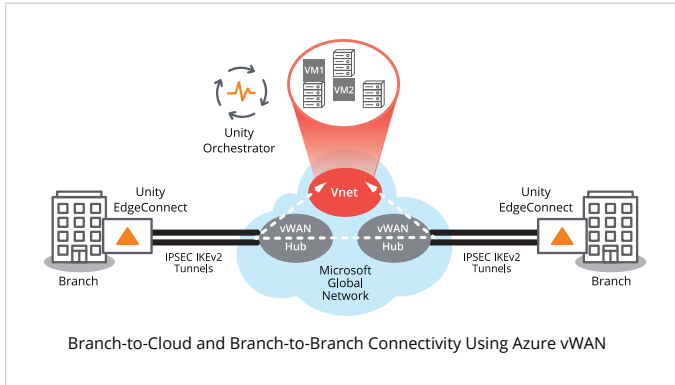 VM1
VM2
Unity
Orchestrator
Vnet
Unity
EdgeConnect
Unity
EdgeConnect
vWAN
Hub
vWAN
Hub
IPSEC IKEv2
Tunnels
IPSEC IKEv2
Tunnels
Microsoft
Global
Network
Branch
Branch
Branch-to-Cloud and Branch-to-Branch Connectivity Using Azure vWAN